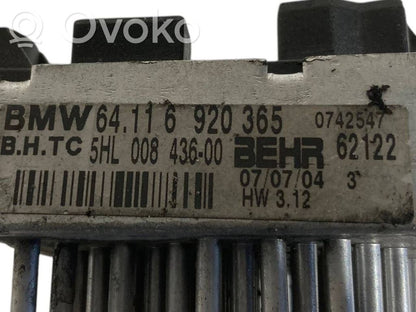 OVOKO
BMW 64.11 6 920 365 0742547
B.H.TC 5HL 008 436-00 BEHR 62122
07/07/04 3
HW 3.12